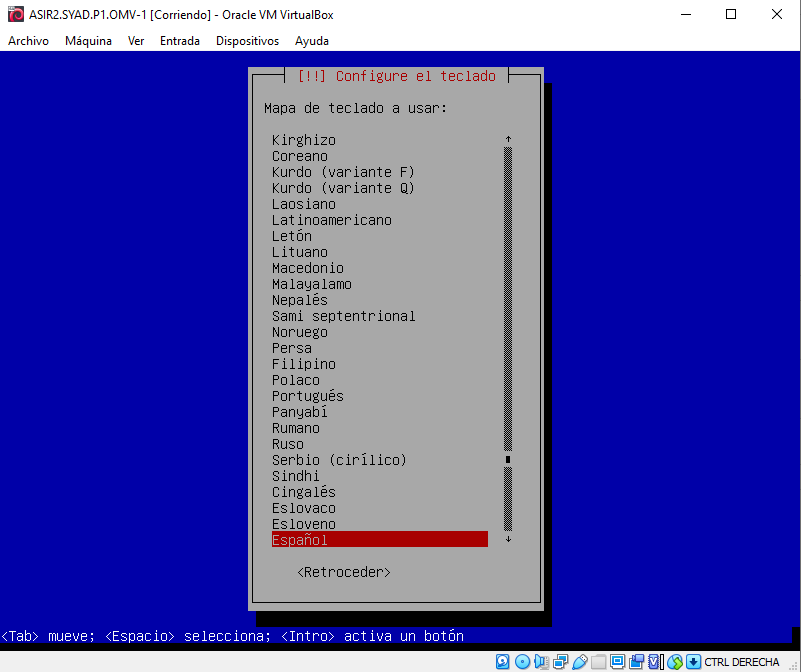 ASIR2.SYAD.P1.OMV-1 [Corriendo] - Oracle VM VirtualBox
Archivo Máquina Ver Entrada Dispositivos Ayuda
[!!] Configure el teclado
Mapa de teclado a usar:
Kirghizo
Coreano
Kurdo (variante F)
Kurdo (variante Q)
Laosiano
Latinoamericano
Letón
Lituano
Macedonio
Malayalamo
Nepalés
Sami septentrional
Noruego
Persa
Filipino
Polaco
Portugués
Panyabí
Rumano
Ruso
Serbio (cirílico)
Sindhi
Cingalés
Eslovaco
Esloveno
Español
<Retroceder>
<Tab> mueve; <Espacio> selecciona; <Intro> activa un botón
CTRL DERECHA